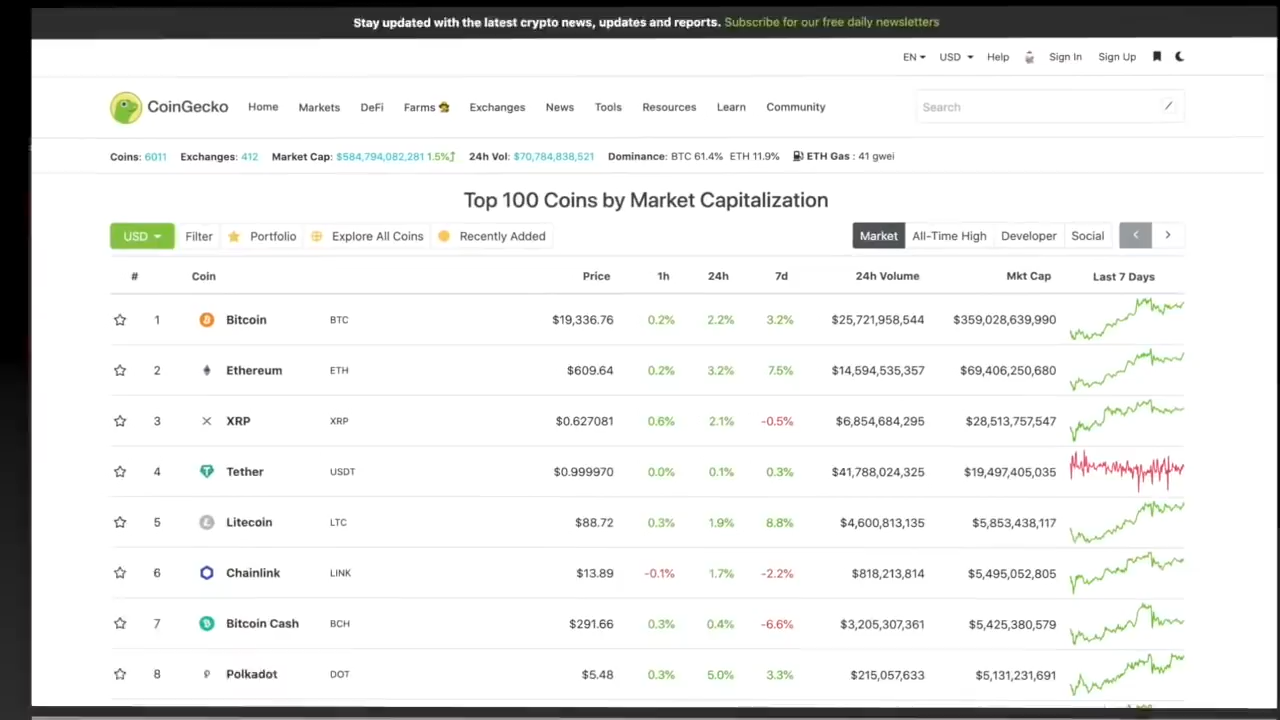 Stay updated with the latest crypto news, updates and reports. Subscribe for our free daily newsletters
EN USD Help Sign In Sign Up
CoinGecko Home Markets DeFi Farms Exchanges News Tools Resources Learn Community Search /
Coins: 6011 Exchanges: 412 Market Cap: $584,794,082,281 1.5% 24h Vol: $70,784,838,521 Dominance: BTC 61.4% ETH 11.9% ETH Gas : 41 gwei
Top 100 Coins by Market Capitalization
USD Filter Portfolio Explore All Coins Recently Added Market All-Time High Developer Social < >
# Coin Price 1h 24h 7d 24h Volume Mkt Cap Last 7 Days
1 Bitcoin BTC $19,336.76 0.2% 2.2% 3.2% $25,721,958,544 $359,028,639,990
2 Ethereum ETH $609.64 0.2% 3.2% 7.5% $14,594,535,357 $69,406,250,680
3 XRP XRP $0.627081 0.6% 2.1% -0.5% $6,854,684,295 $28,513,757,547
4 Tether USDT $0.999970 0.0% 0.1% 0.3% $41,788,024,325 $19,497,405,035
5 Litecoin LTC $88.72 0.3% 1.9% 8.8% $4,600,813,135 $5,853,438,117
6 Chainlink LINK $13.89 -0.1% 1.7% -2.2% $818,213,814 $5,495,052,805
7 Bitcoin Cash BCH $291.66 0.3% 0.4% -6.6% $3,205,307,361 $5,425,380,579
8 Polkadot DOT $5.48 0.3% 5.0% 3.3% $215,057,633 $5,131,231,691